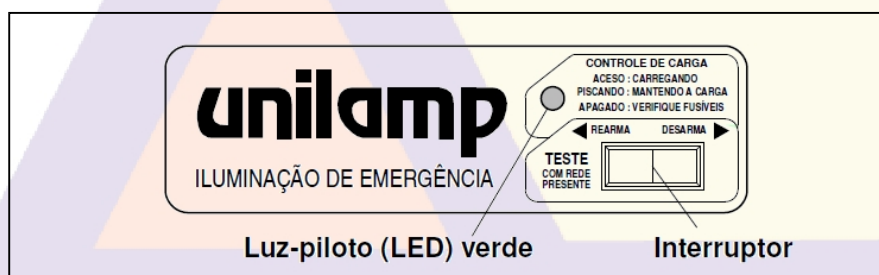 unilamp
ILUMINAÇÃO DE EMERGÊNCIA
CONTROLE DE CARGA
ACESO : CARREGANDO
PISCANDO : MANTENDO A CARGA
APAGADO : VERIFIQUE FUSÍVEIS
REARMA DESARMA
TESTE
COM REDE
PRESENTE
Luz-piloto (LED) verde Interruptor